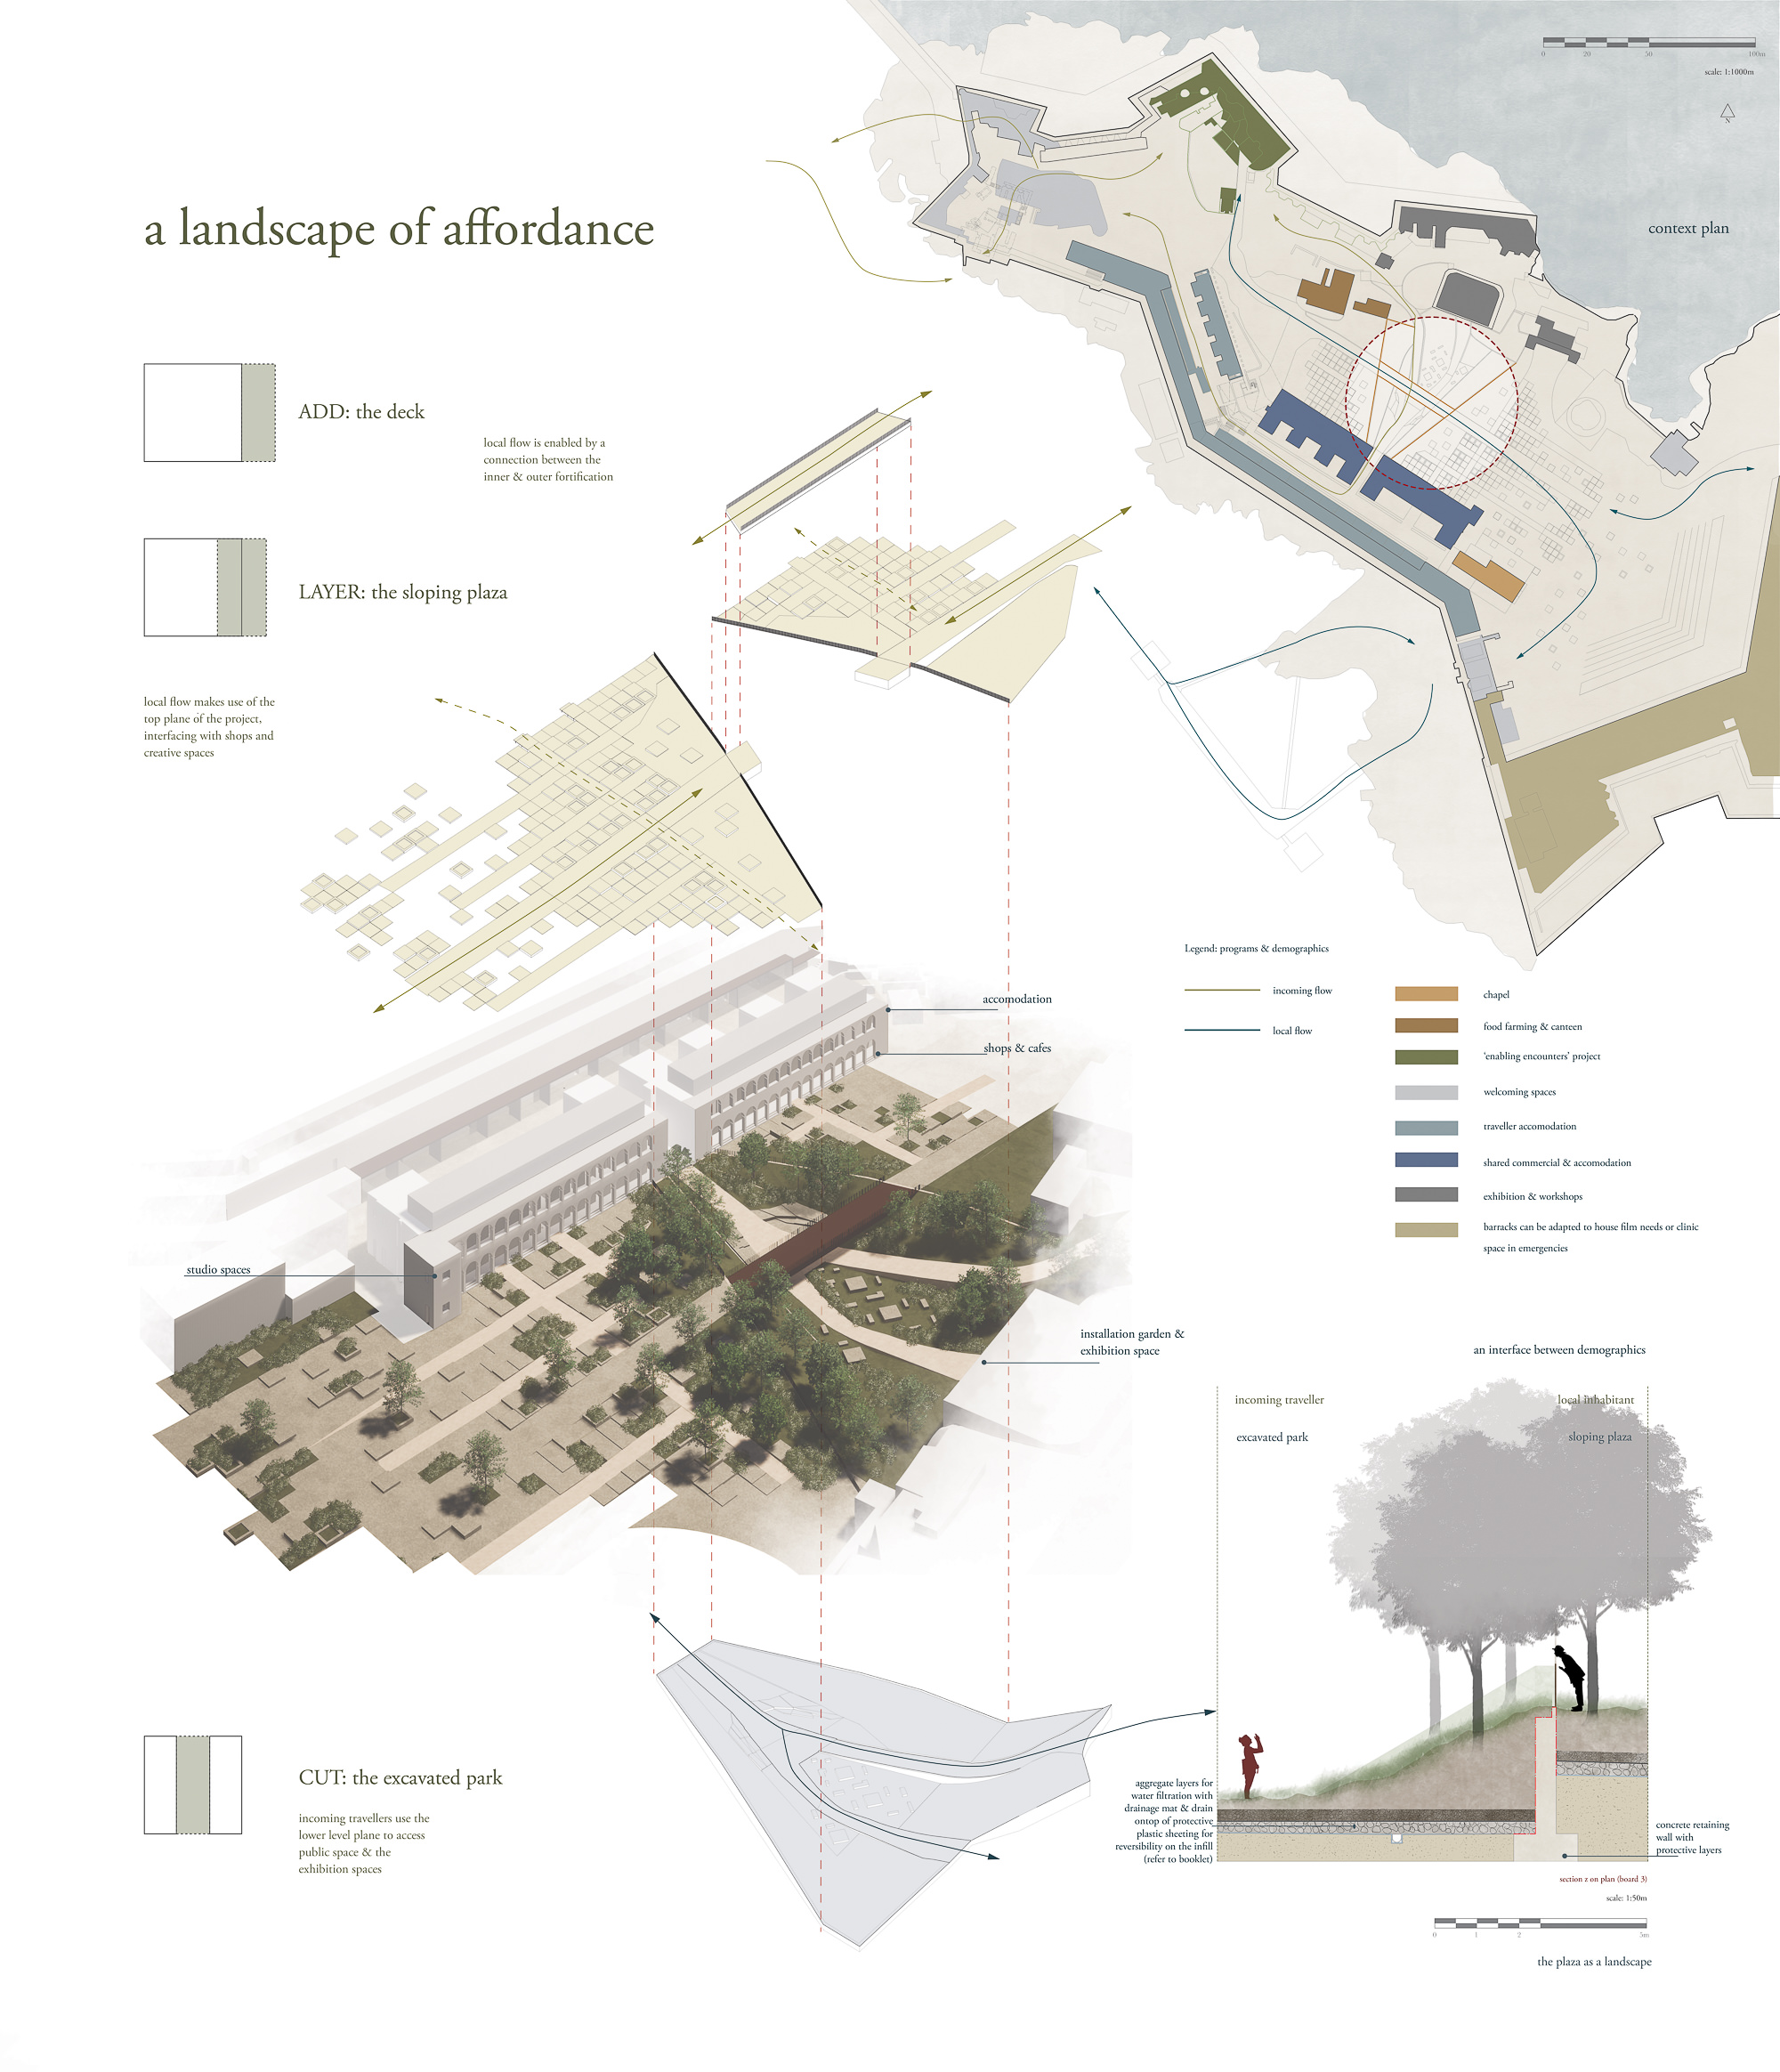 0 20 50 100m
scale: 1:1000m
N
context plan
a landscape of affordance
ADD: the deck
local flow is enabled by a
connection between the
inner & outer fortification
LAYER: the sloping plaza
local flow makes use of the
top plane of the project,
interfacing with shops and
creative spaces
Legend: programs & demographics
incoming flow
local flow
chapel
food farming & canteen
'enabling encounters' project
welcoming spaces
traveller accomodation
shared commercial & accomodation
exhibition & workshops
barracks can be adapted to house film needs or clinic
space in emergencies
accomodation
shops & cafes
studio spaces
installation garden &
exhibition space
an interface between demographics
incoming traveller
local inhabitant
excavated park
sloping plaza
CUT: the excavated park
incoming travellers use the
lower level plane to access
public space & the
exhibition spaces
aggregate layers for
water filtration with
drainage mat & drain
ontop of protective
plastic sheeting for
reversibility on the infill
(refer to booklet)
concrete retaining
wall with
protective layers
section z on plan (board 3)
scale: 1:50m
0 1 2 5m
the plaza as a landscape